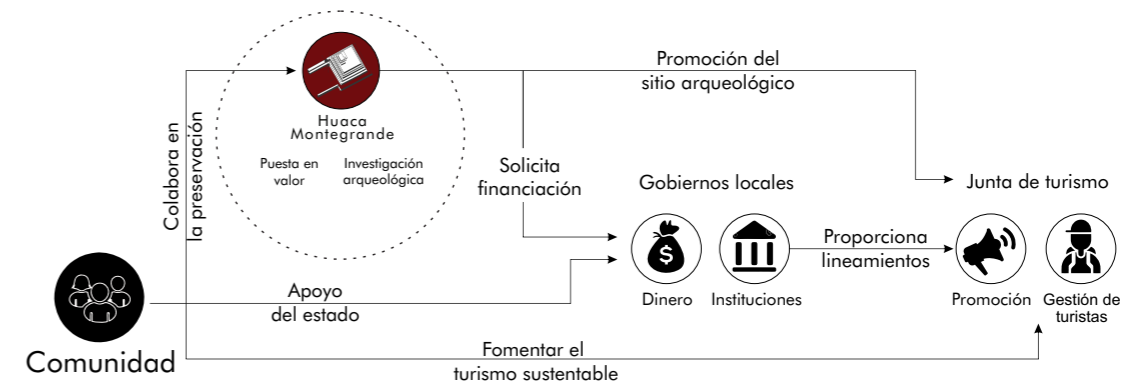 Promoción del
sitio arqueológico
Huaca
Montegrande
Puesta en
valor
Investigación
arqueológica
Colabora en
la preservación
Solicita
financiación
Gobiernos locales
Junta de turismo
$
Proporciona
lineamientos
Dinero
Instituciones
Promoción
Gestión de
turistas
Apoyo
del estado
Comunidad
Fomentar el
turismo sustentable